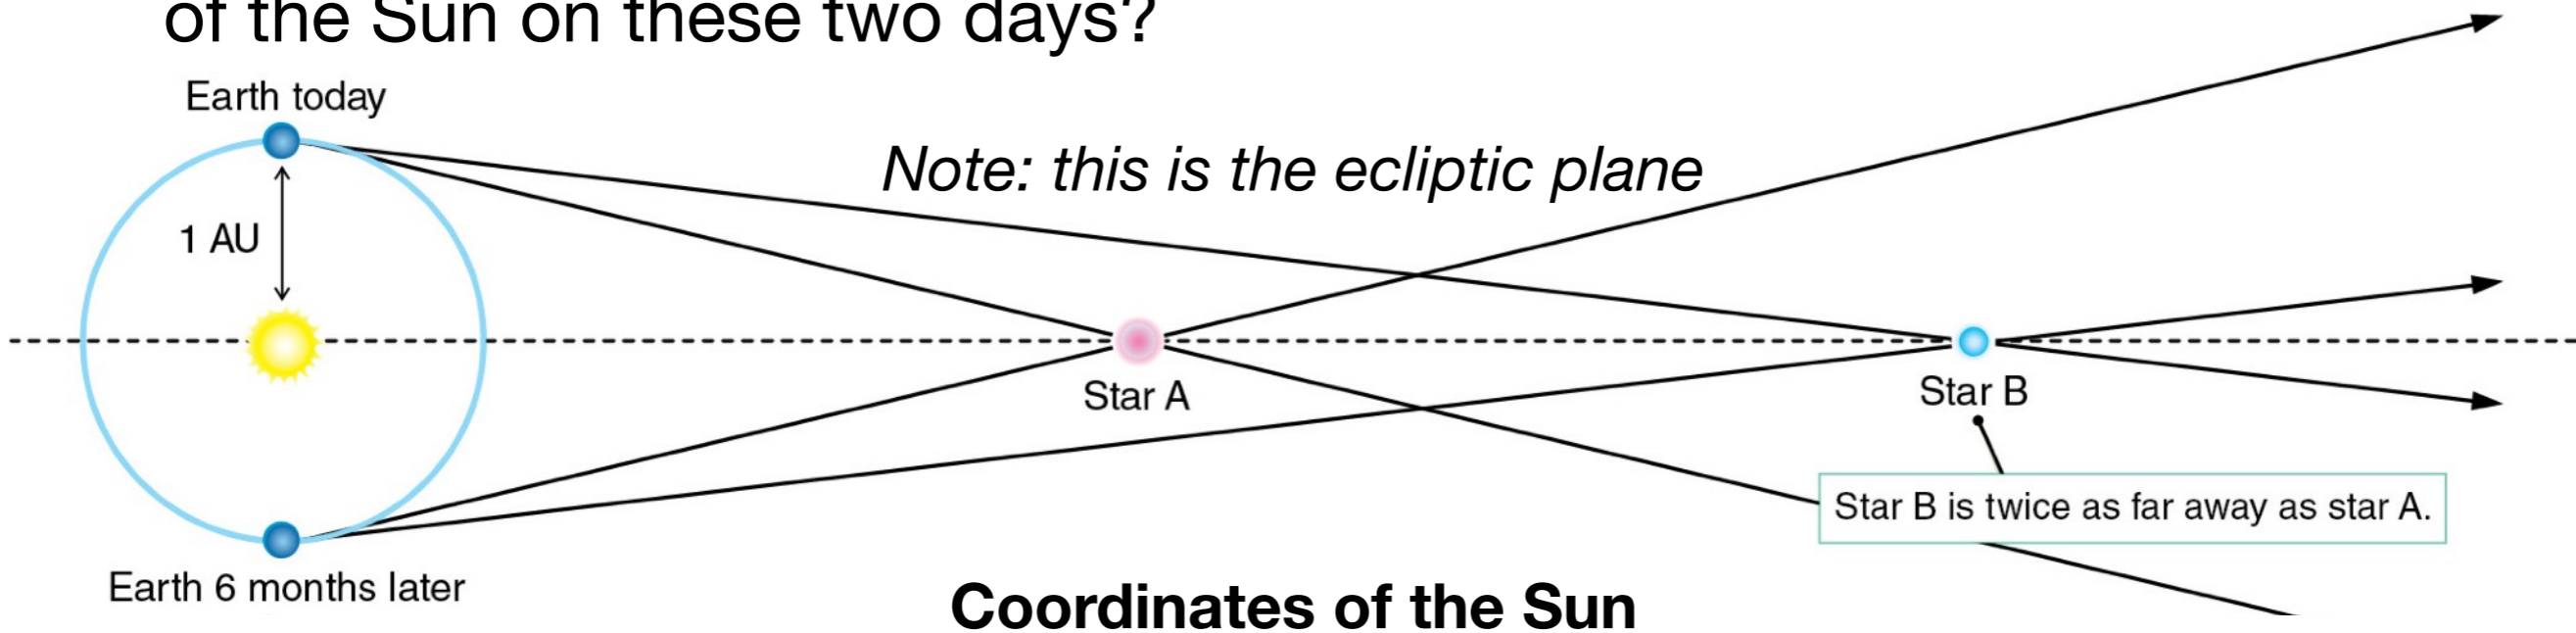 of the Sun on these two days?
Earth today
Note: this is the ecliptic plane
1 AU
Star A
Star B
Star B is twice as far away as star A.
Earth 6 months later
Coordinates of the Sun